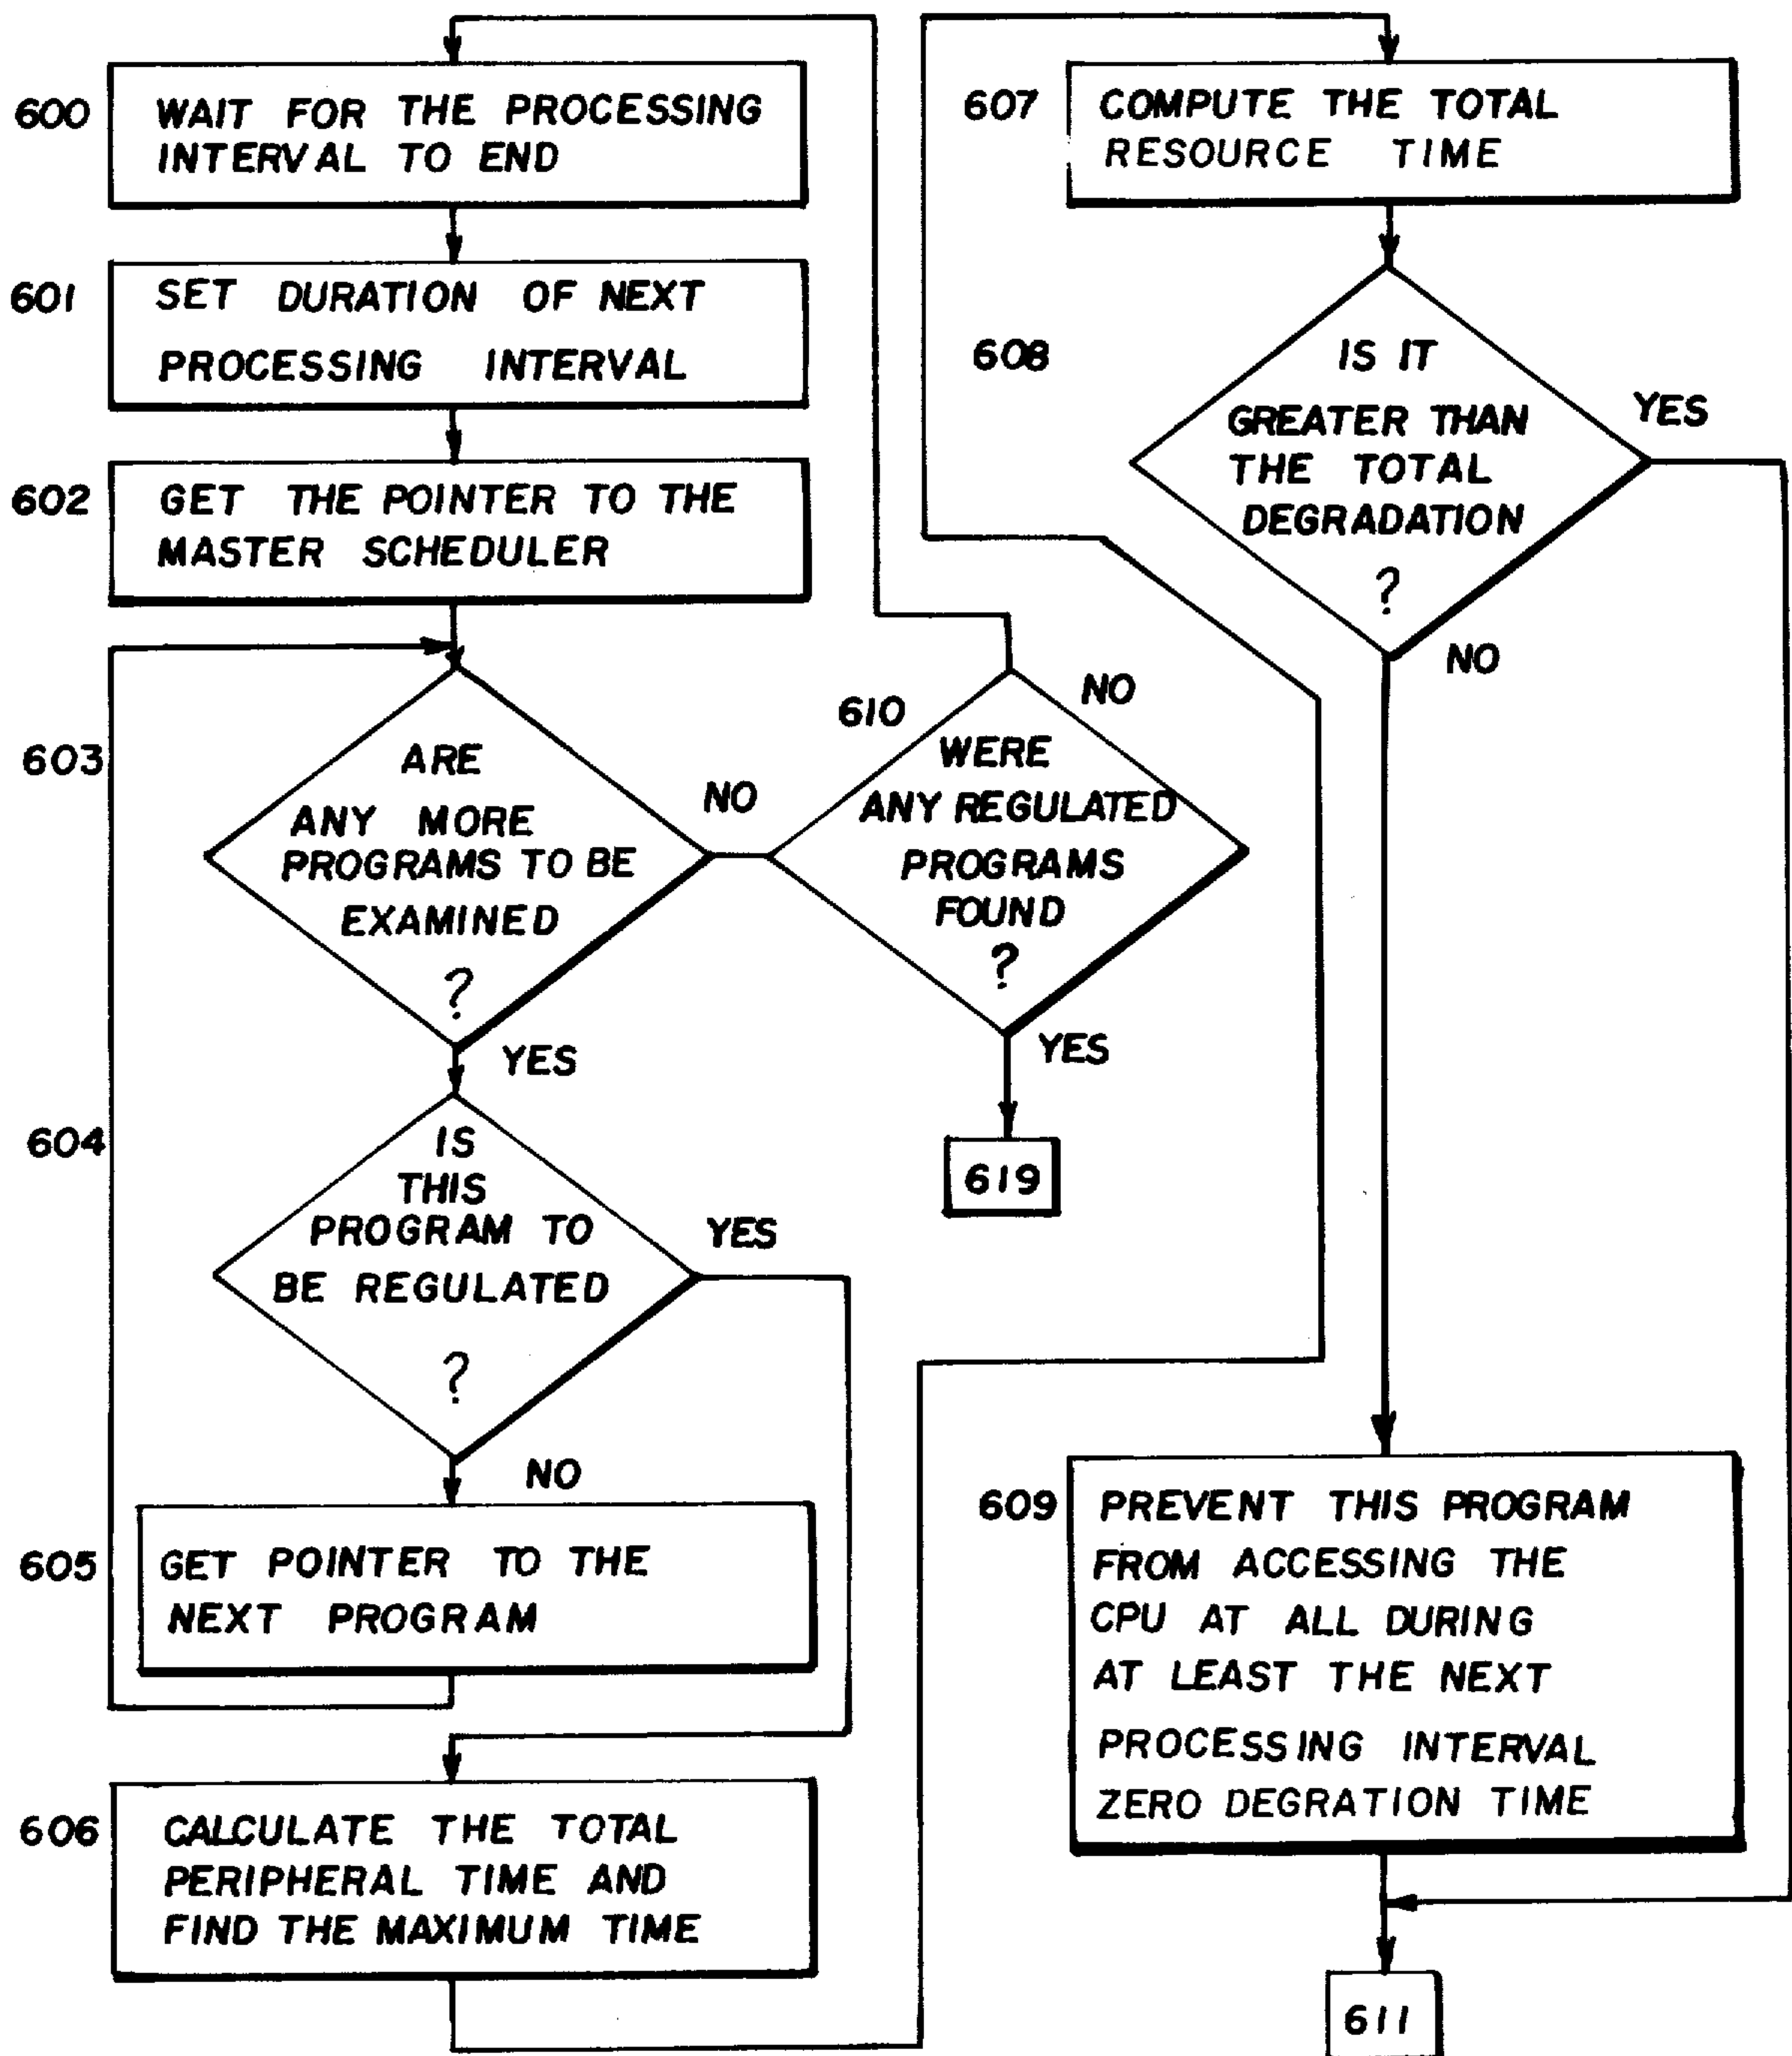 600
WAIT FOR THE PROCESSING
INTERVAL TO END
601
SET DURATION OF NEXT
PROCESSING INTERVAL
602
GET THE POINTER TO THE
MASTER SCHEDULER
603
ARE
ANY MORE
PROGRAMS TO BE
EXAMINED
?
NO
YES
610
NO
WERE
ANY REGULATED
PROGRAMS
FOUND
?
YES
619
604
IS
THIS
PROGRAM TO
BE REGULATED
?
YES
NO
605
GET POINTER TO THE
NEXT PROGRAM
606
CALCULATE THE TOTAL
PERIPHERAL TIME AND
FIND THE MAXIMUM TIME
607
COMPUTE THE TOTAL
RESOURCE TIME
608
IS IT
GREATER THAN
THE TOTAL
DEGRADATION
?
YES
NO
609
PREVENT THIS PROGRAM
FROM ACCESSING THE
CPU AT ALL DURING
AT LEAST THE NEXT
PROCESSING INTERVAL
ZERO DEGRATION TIME
611